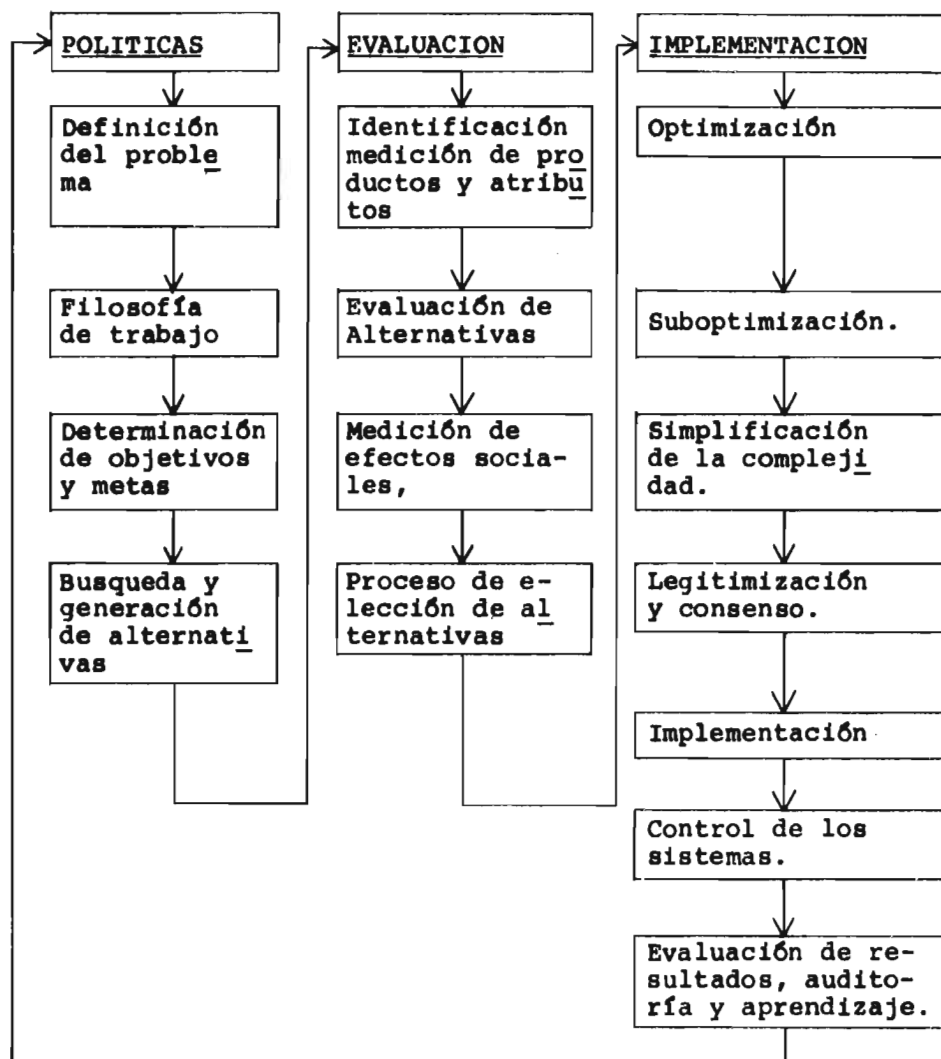 POLITICAS
Definición
del proble
ma
Filosofía
de trabajo
Determinación
de objetivos
y metas
Busqueda y
generación
de alternati
vas
EVALUACION
Identificación
medición de pro
ductos y atribu
tos
Evaluación de
Alternativas
Medición de
efectos socia-
les,
Proceso de e-
lección de al
ternativas
IMPLEMENTACION
Optimización
Suboptimización.
Simplificación
de la compleji
dad.
Legitimización
y consenso.
Implementación
Control de los
sistemas.
Evaluación de re-
sultados, audito-
ría y aprendizaje.